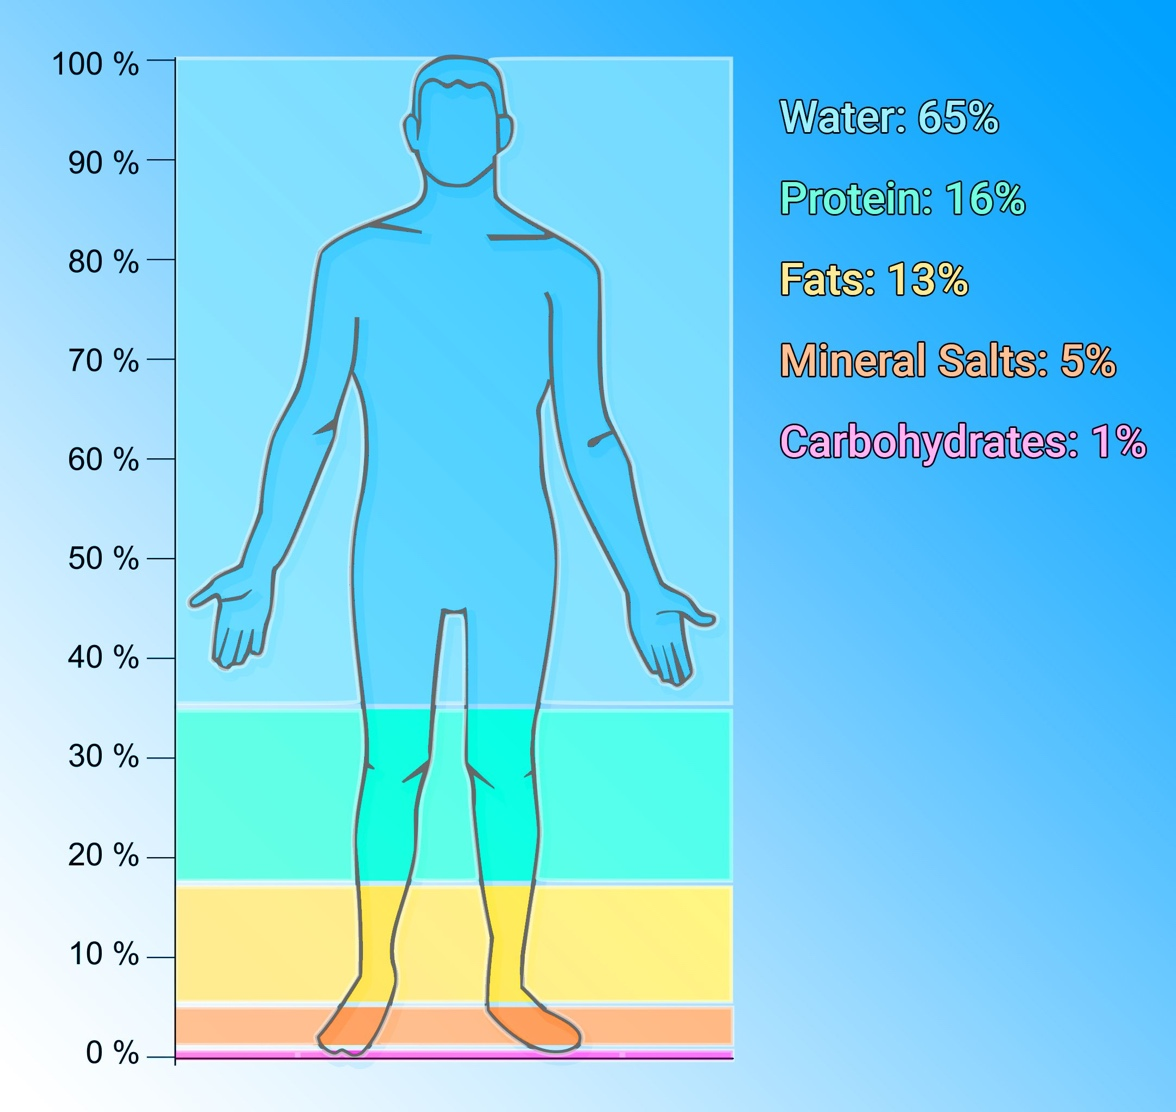 100 %
90 %
80 %
70 %
60 %
50 %
40 %
30 %
20 %
10 %
0 %
Water: 65%
Protein: 16%
Fats: 13%
Mineral Salts: 5%
Carbohydrates: 1%